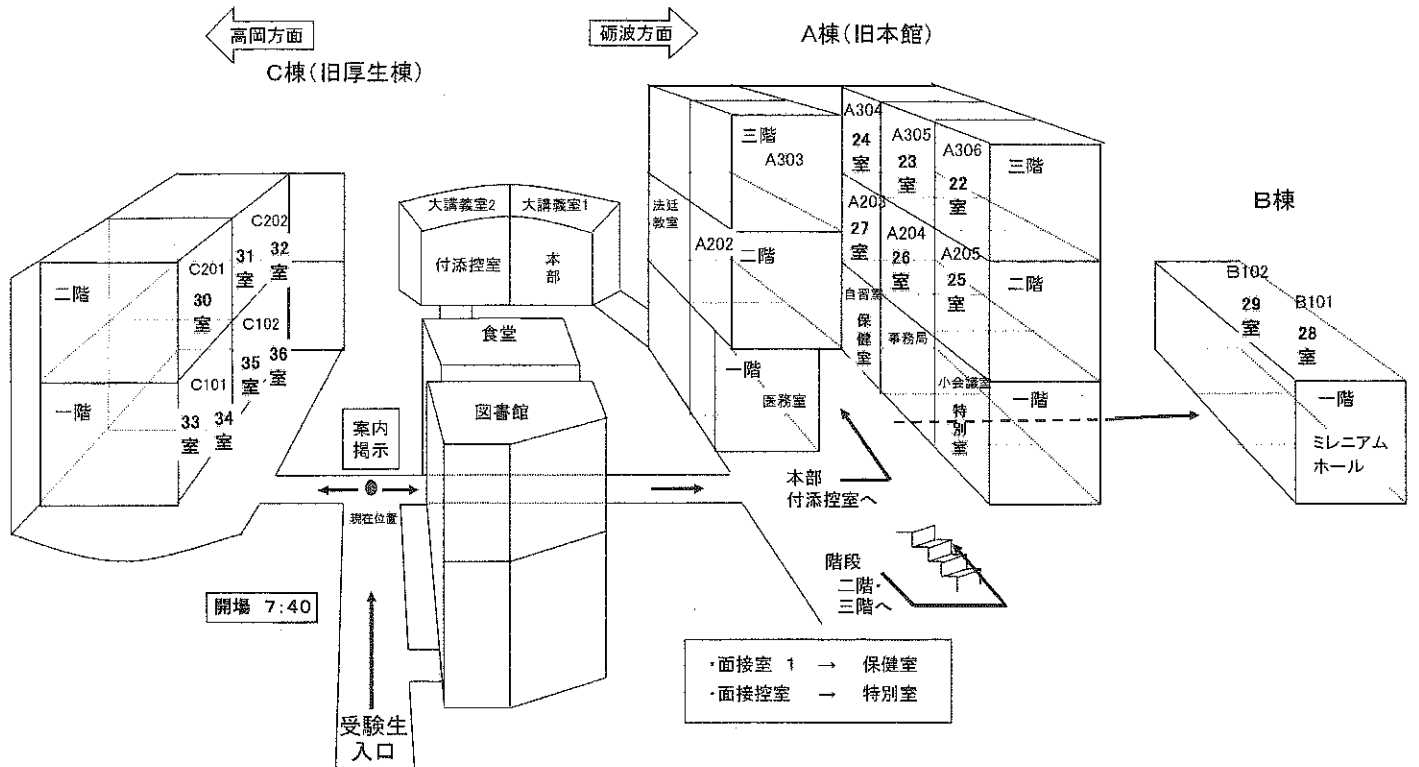 高岡方面
砺波方面
A棟(旧本館)
C棟(旧厚生棟)
B棟
三階
A303
A304
24
室
A305
23
室
A306
22
室
三階
法廷
教室
A202
二階
A203
27
室
A204
26
室
A205
25
室
二階
自習室
保健室
事務局
小会議室
特別室
一階
医務室
一階
大講義室2
大講義室1
付添控室
本部
食堂
図書館
C202
31
室
32
室
C201
30
室
二階
C102
35
室
36
室
C101
33
室
34
室
一階
B102
29
室
B101
28
室
一階
ミレニアム
ホール
案内
掲示
現在位置
本部
付添控室へ
階段
二階・
三階へ
開場 7:40
・面接室 1 → 保健室
・面接控室 → 特別室
受験生
入口